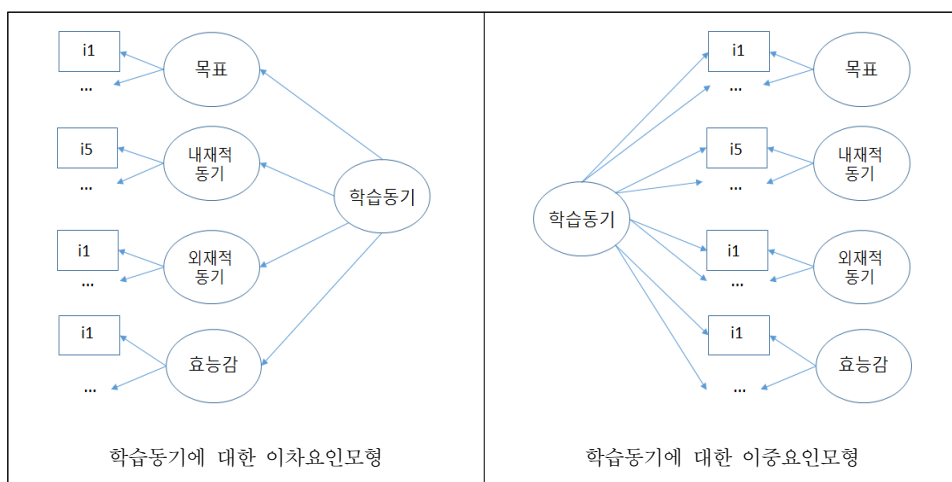 i1
...
목표
i5
...
내재적
동기
i1
...
외재적
동기
i1
...
효능감
학습동기
학습동기에 대한 이차요인모형
i1
...
목표
i5
...
내재적
동기
i1
...
외재적
동기
i1
...
효능감
학습동기
학습동기에 대한 이중요인모형